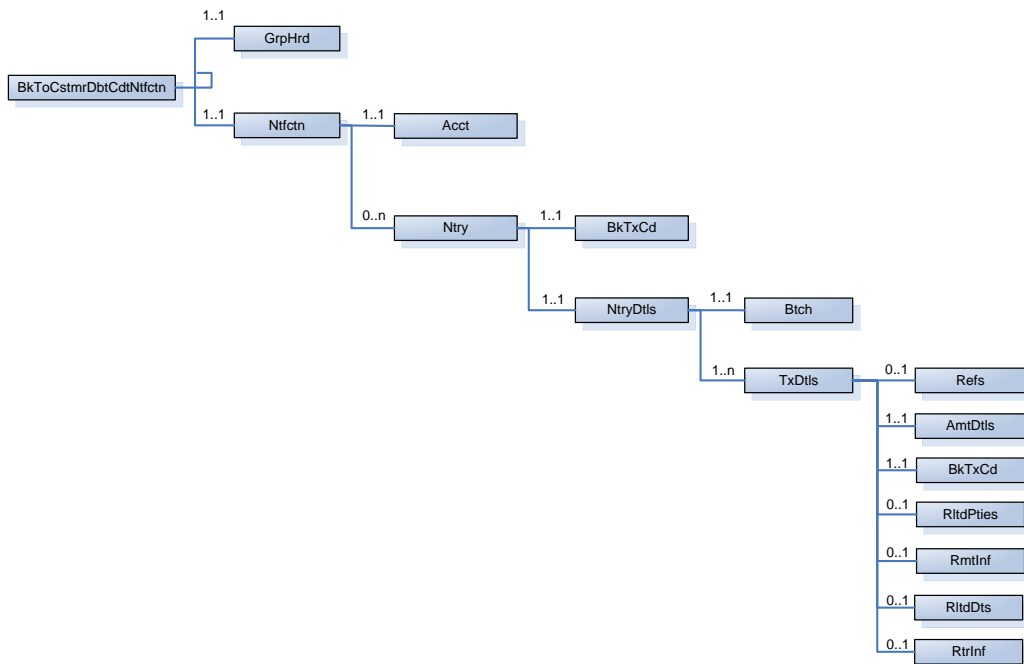 1..1
GrpHrd
BkToCstmrDbtCdtNtfctn
1..1
Ntfctn
1..1
Acct
0..n
Ntry
1..1
BkTxCd
1..1
NtryDtls
1..1
Btch
1..n
TxDtls
0..1
Refs
1..1
AmtDtls
1..1
BkTxCd
0..1
RltdPties
0..1
RmtInf
0..1
RltdDts
0..1
RtrInf